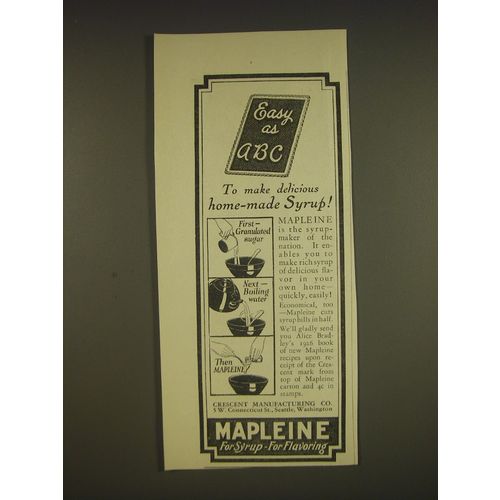 Easy
as
ABC
To make delicious
home-made Syrup!
First—
Granulated
sugar
Next—
Boiling
water
Then
MAPLEINE
MAPLEINE
is the syrup-
maker of the
nation. It en-
ables you to
make rich syrup
of delicious fla-
vor in your
own home—
quickly, easily!
Economical, too
—Mapleine cuts
syrup bills in half.
We'll gladly send
you Alice Brad-
ley's 1926 book
of new Mapleine
recipes upon re-
ceipt of the Cres-
cent mark from
top of Mapleine
carton and 4c in
stamps.
CRESCENT MANUFACTURING CO.
5 W. Connecticut St., Seattle, Washington
MAPLEINE
For Syrup - For Flavoring